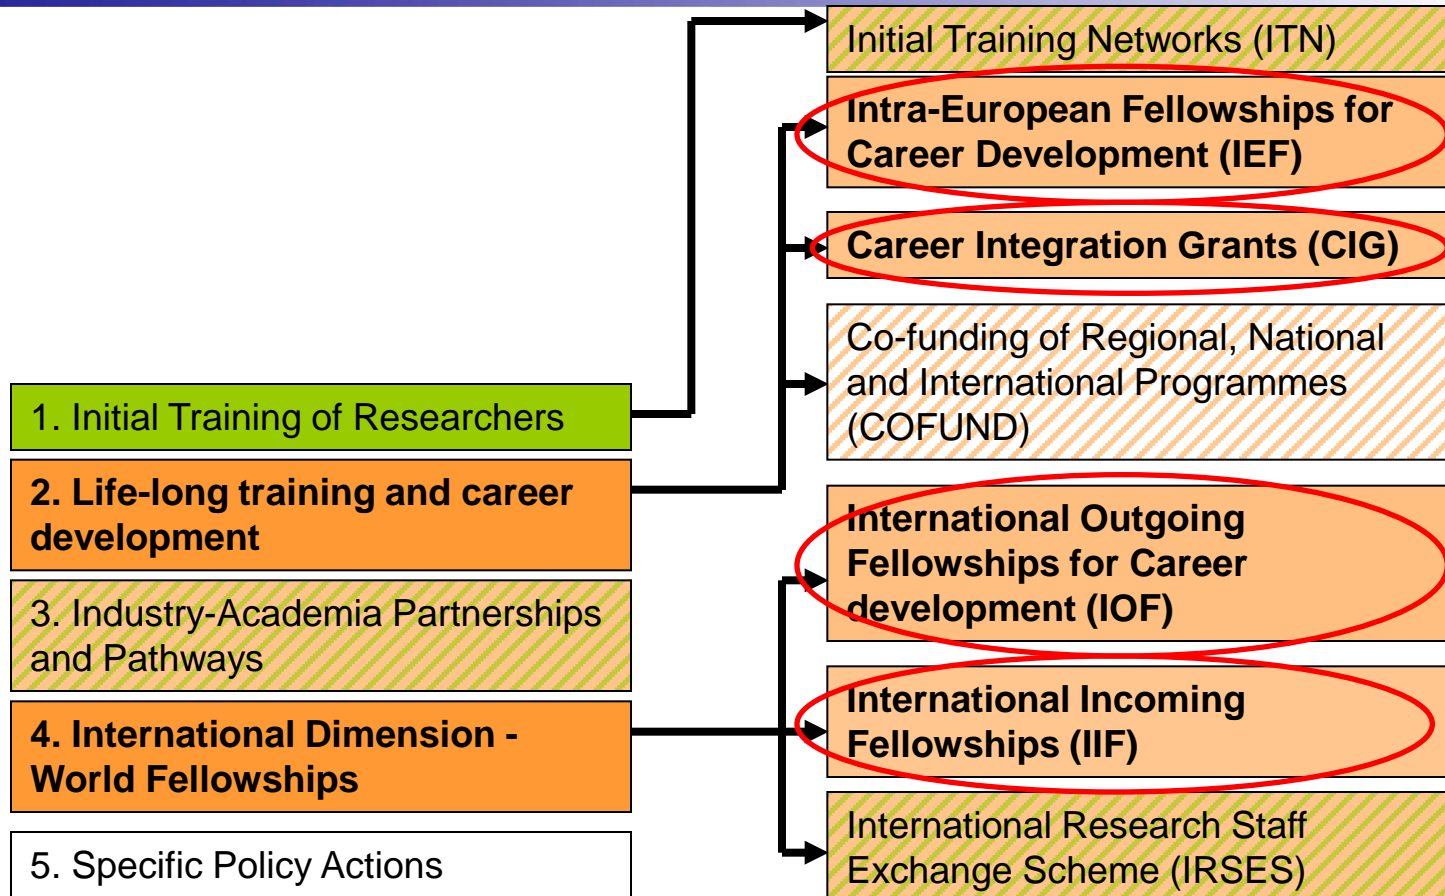 Initial Training Networks (ITN)
Intra-European Fellowships for
Career Development (IEF)
Career Integration Grants (CIG)
Co-funding of Regional, National
and International Programmes
(COFUND)
1. Initial Training of Researchers
2. Life-long training and career
development
International Outgoing
Fellowships for Career
development (IOF)
3. Industry-Academia Partnerships
and Pathways
International Incoming
Fellowships (IIF)
4. International Dimension -
World Fellowships
International Research Staff
Exchange Scheme (IRSES)
5. Specific Policy Actions